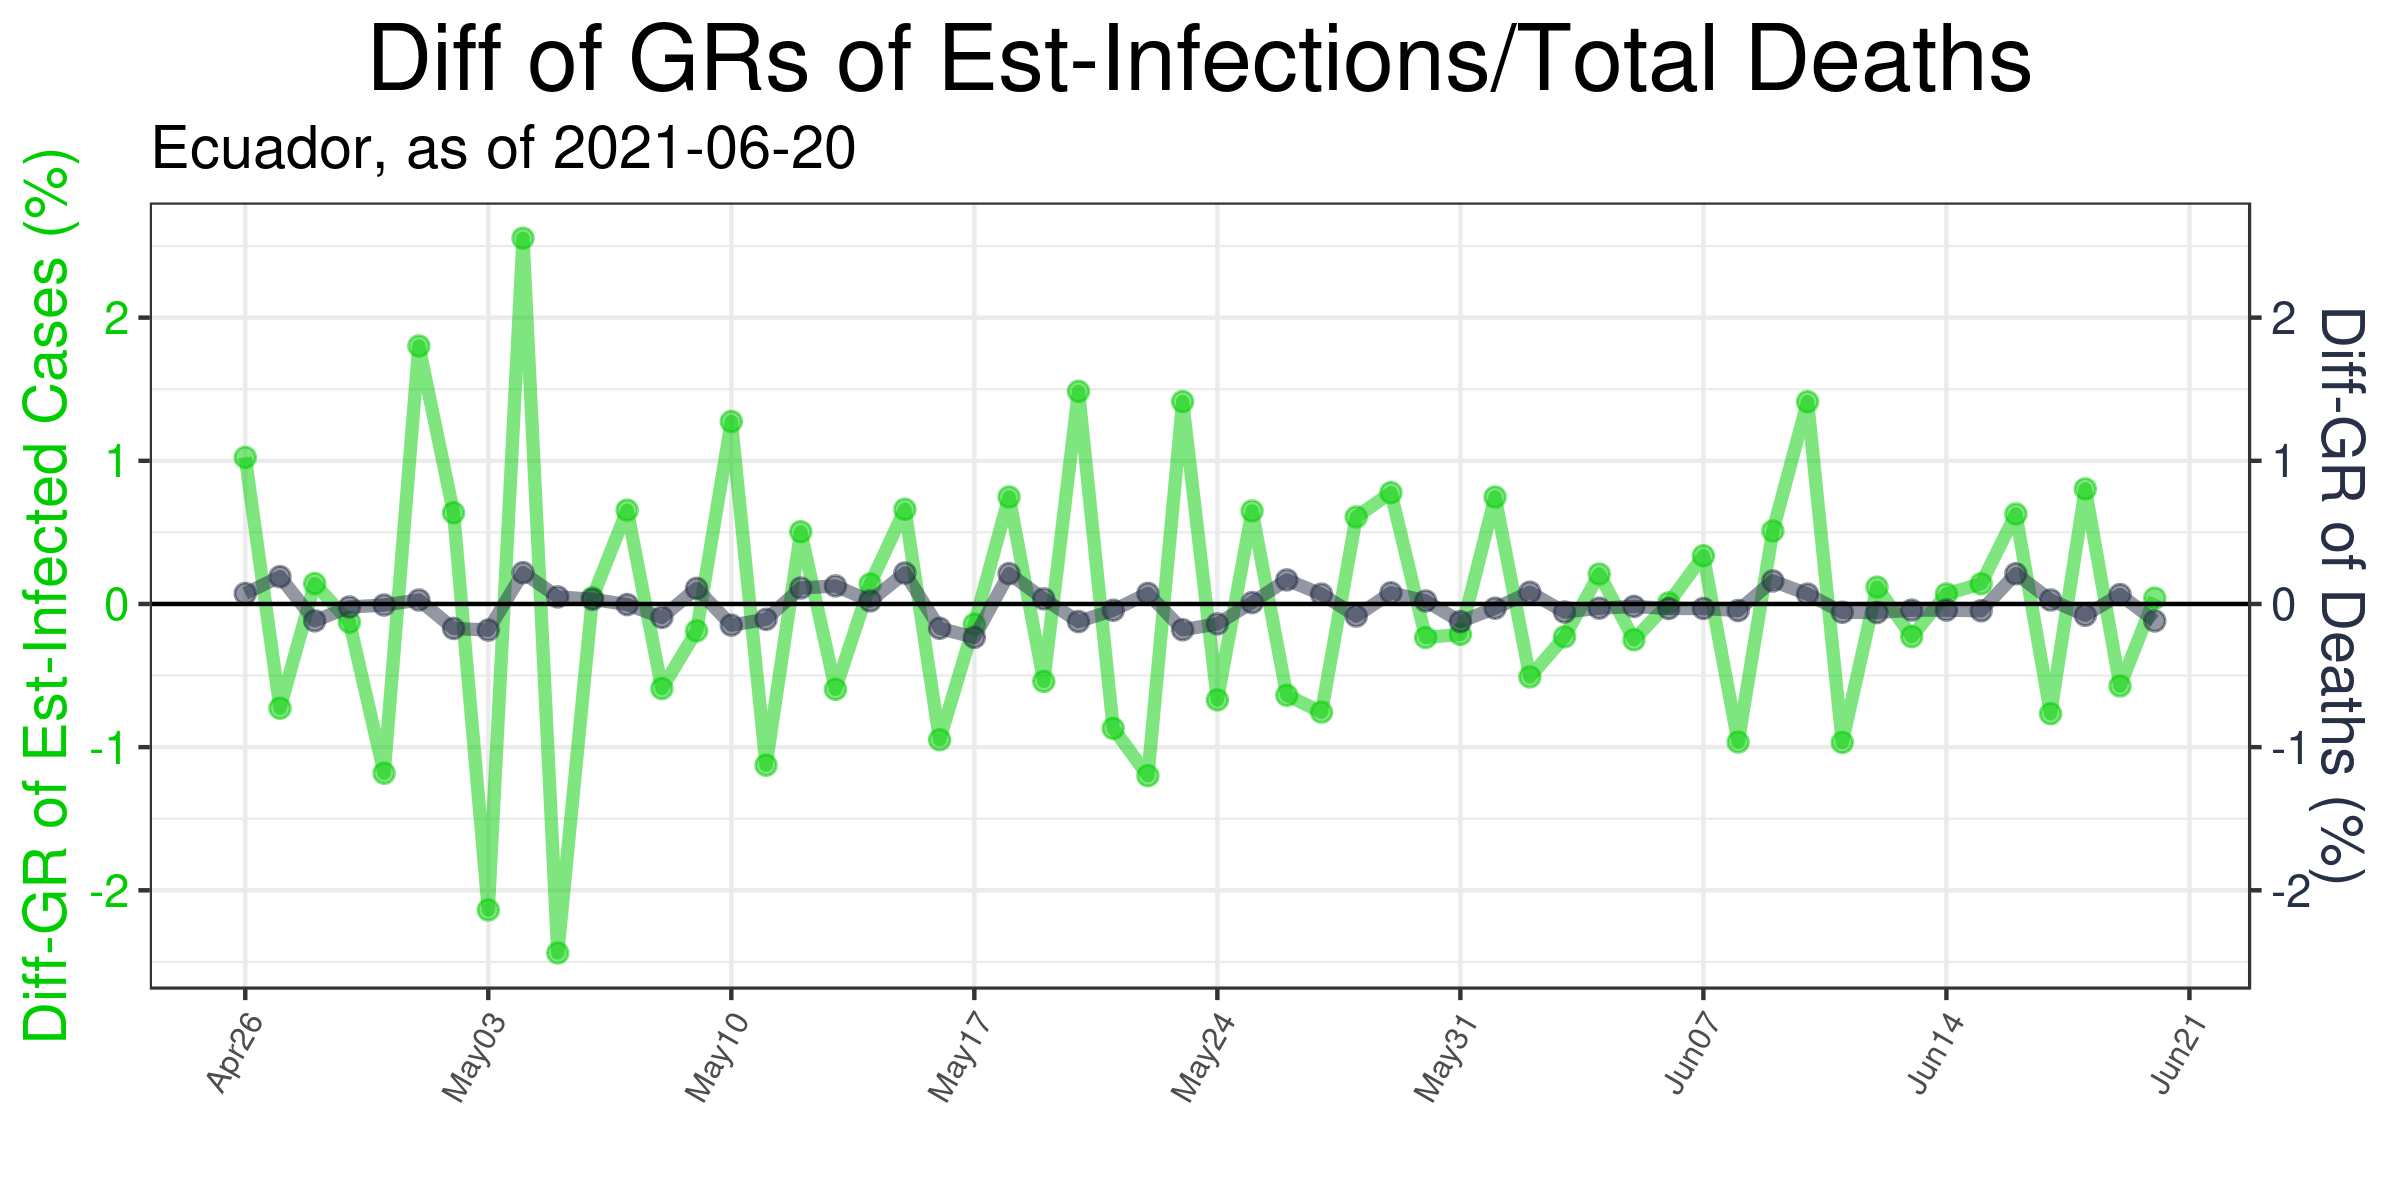 Diff of GRs of Est-Infections/Total Deaths
Ecuador, as of 2021-06-20
Diff-GR of Est-Infected Cases (%)
2
1
0
-1
-2
2
1
0
-1
-2
Diff-GR of Deaths (%)
Apr26
May03
May10
May17
May24
May31
Jun07
Jun14
Jun21